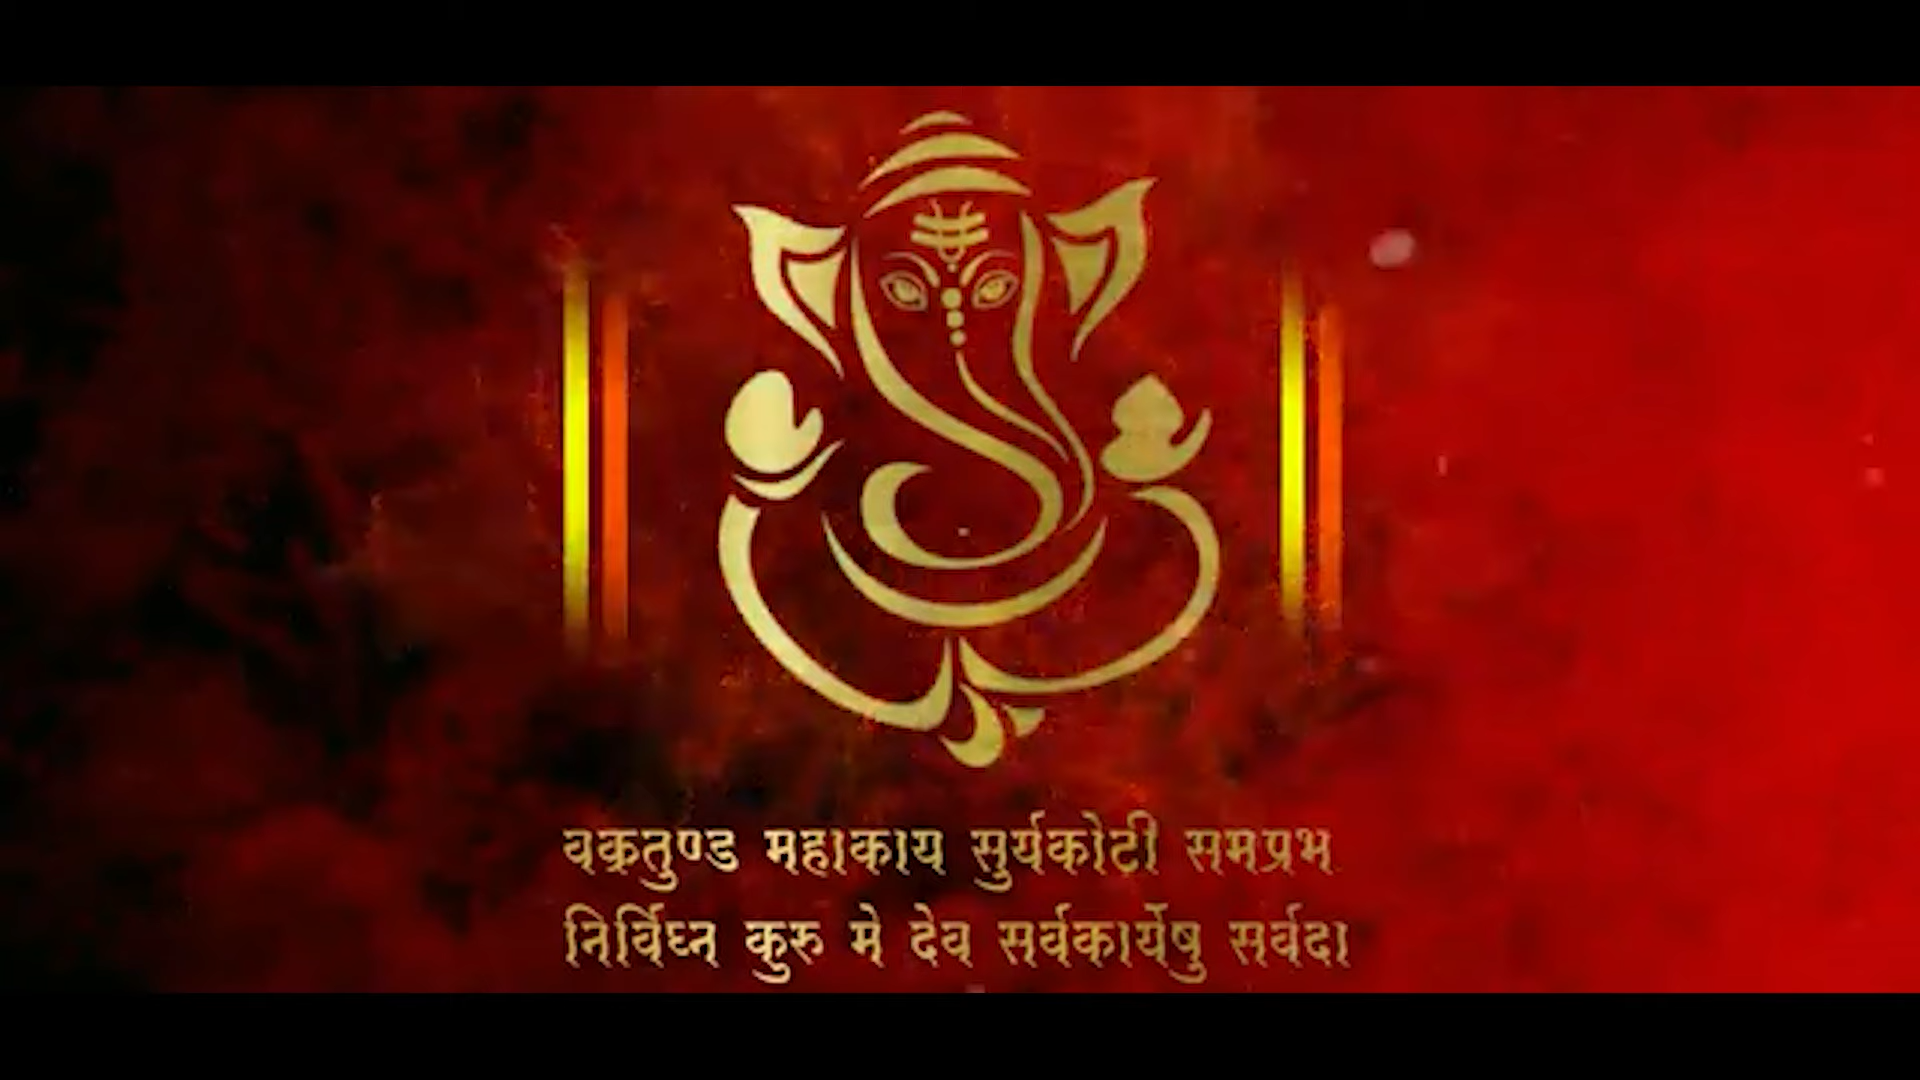 वक्रतुण्ड महाकाय सुर्यकोटी समप्रभ
निर्विघ्न कुरु मे देव सर्वकार्येषु सर्वदा